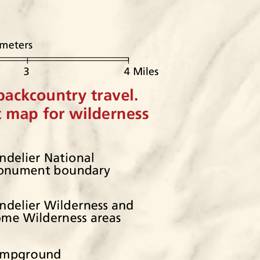 meters
3 4 Miles
backcountry travel.
map for wilderness
ndelier National
onument boundary
ndelier Wilderness and
ome Wilderness areas
mpground